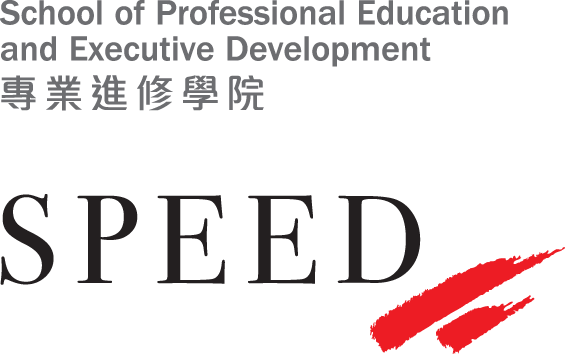 School of Professional Education
and Executive Development
專業進修學院
SPEED